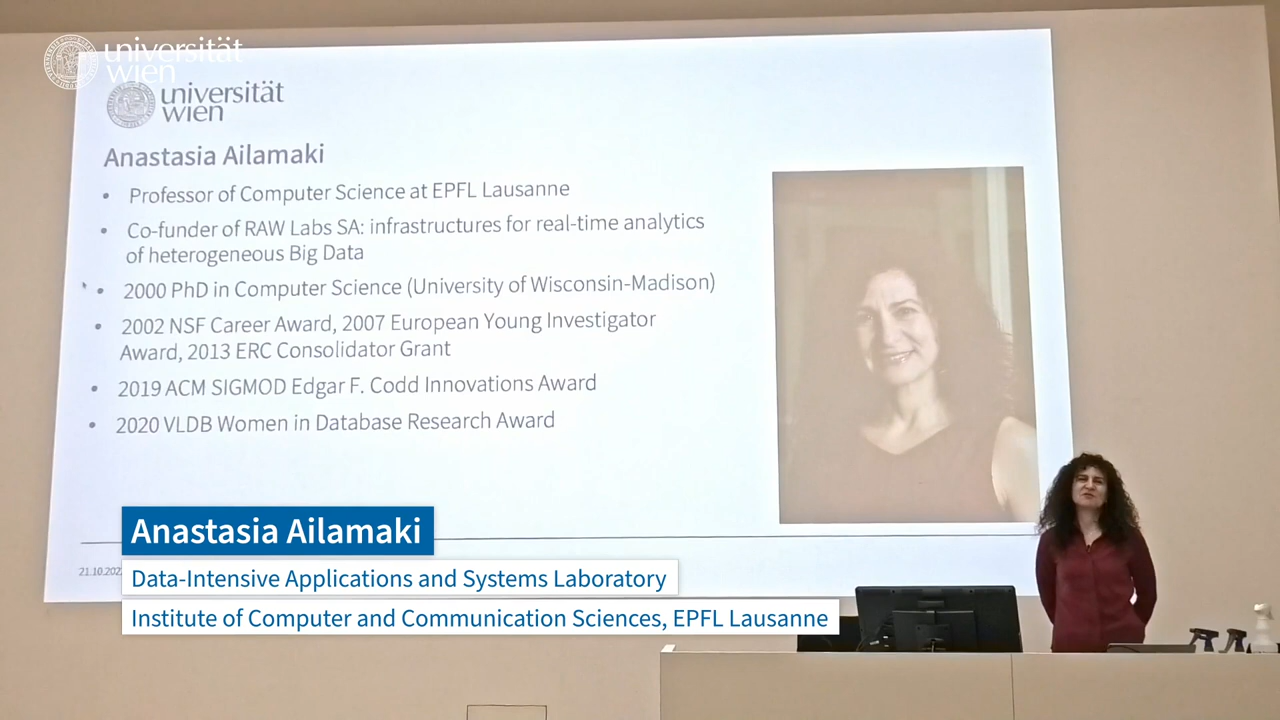 universität
wien
universität
wien
Anastasia Ailamaki
• Professor of Computer Science at EPFL Lausanne
• Co-funder of RAW Labs SA: infrastructures for real-time analytics
of heterogeneous Big Data
• 2000 PhD in Computer Science (University of Wisconsin-Madison)
• 2002 NSF Career Award, 2007 European Young Investigator
Award, 2013 ERC Consolidator Grant
• 2019 ACM SIGMOD Edgar F. Codd Innovations Award
• 2020 VLDB Women in Database Research Award
Anastasia Ailamaki
Data-Intensive Applications and Systems Laboratory
Institute of Computer and Communication Sciences, EPFL Lausanne